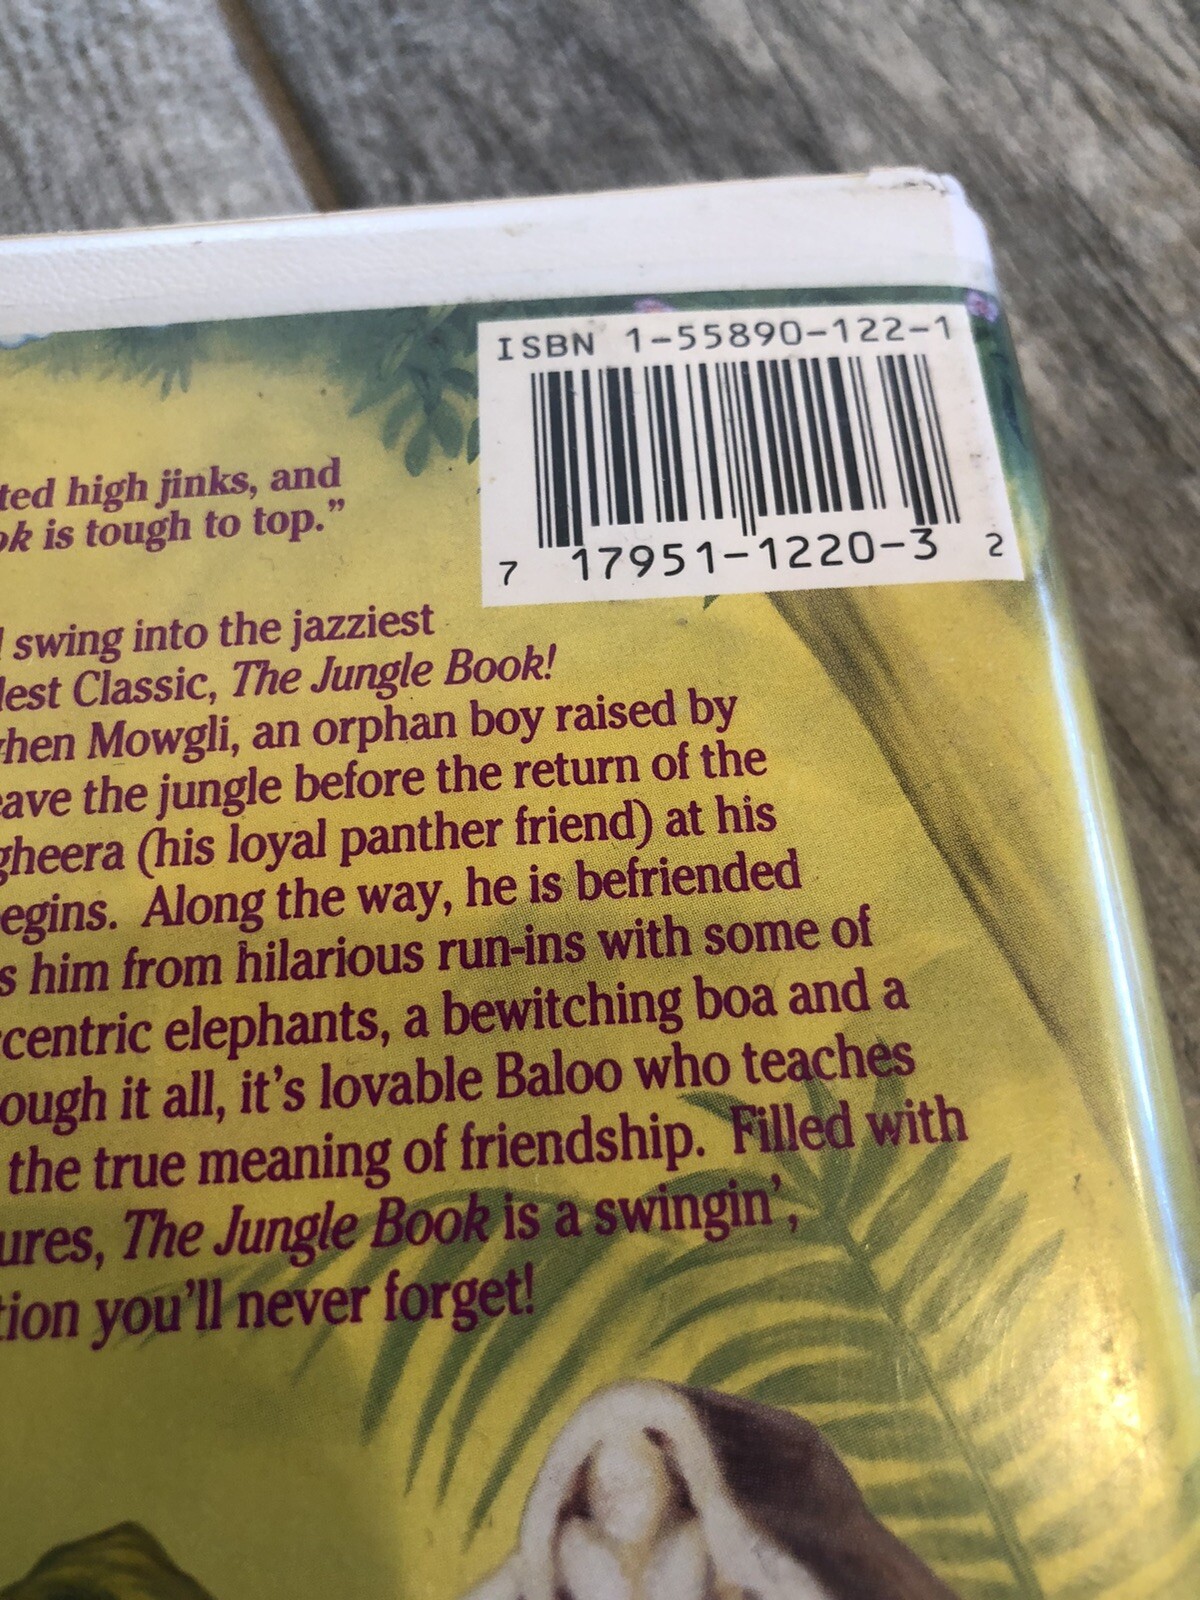 ISBN 1-55890-122-1
7 17951-1220-3 2
ted high jinks, and
ok is tough to top.”
swing into the jazziest
lest Classic, The Jungle Book!
hen Mowgli, an orphan boy raised by
eave the jungle before the return of the
gheera (his loyal panther friend) at his
egins. Along the way, he is befriended
s him from hilarious run-ins with some of
ccentric elephants, a bewitching boa and a
ough it all, it's lovable Baloo who teaches
the true meaning of friendship. Filled with
ures, The Jungle Book is a swingin',
tion you'll never forget!